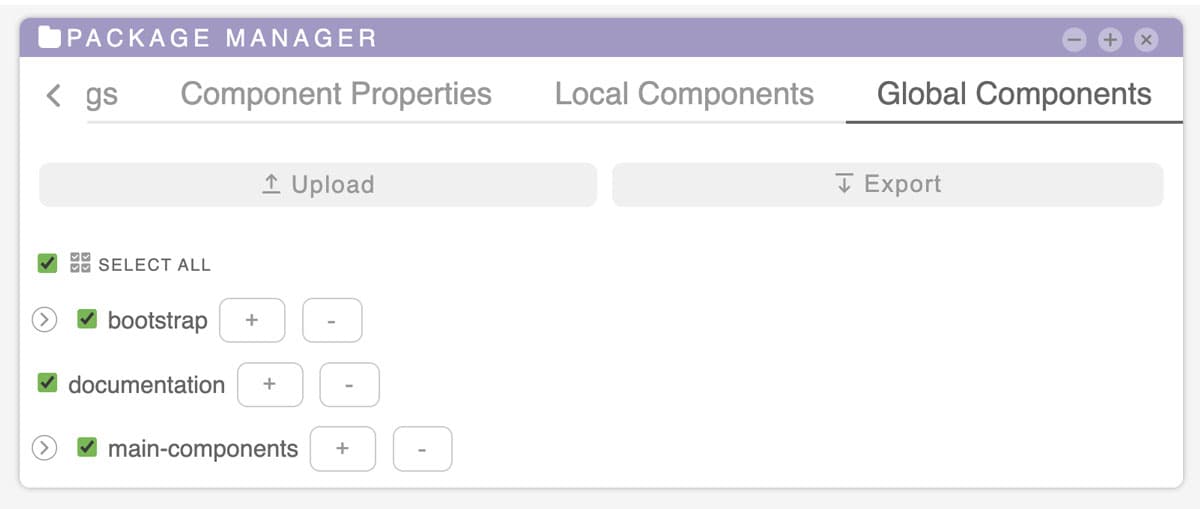 PACKAGE MANAGER
gs Component Properties Local Components Global Components
Upload Export
SELECT ALL
bootstrap + -
documentation + -
main-components + -